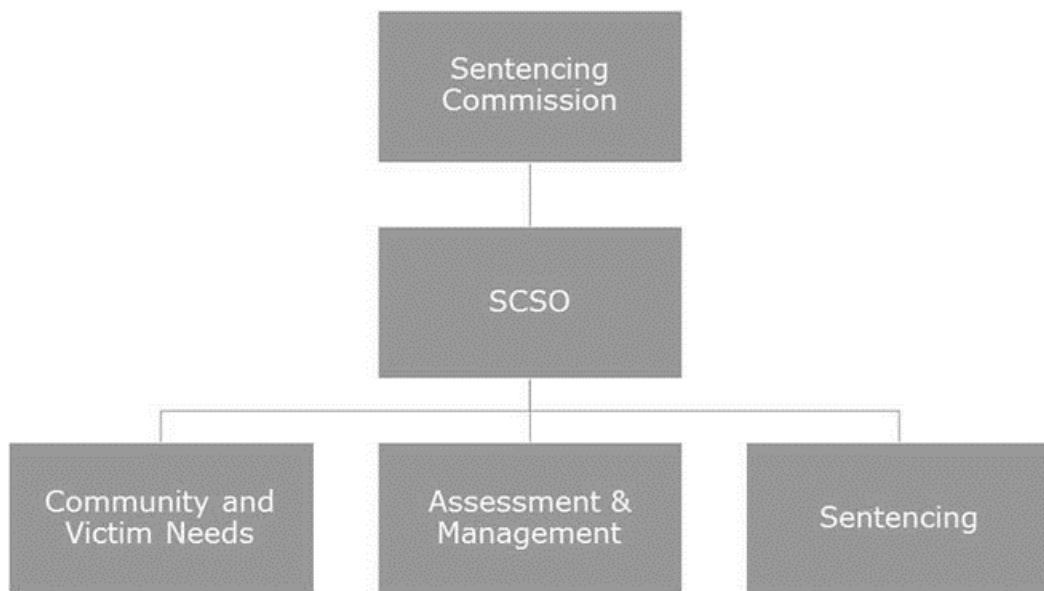 Sentencing
Commission
SCSO
Community and
Victim Needs
Assessment &
Management
Sentencing